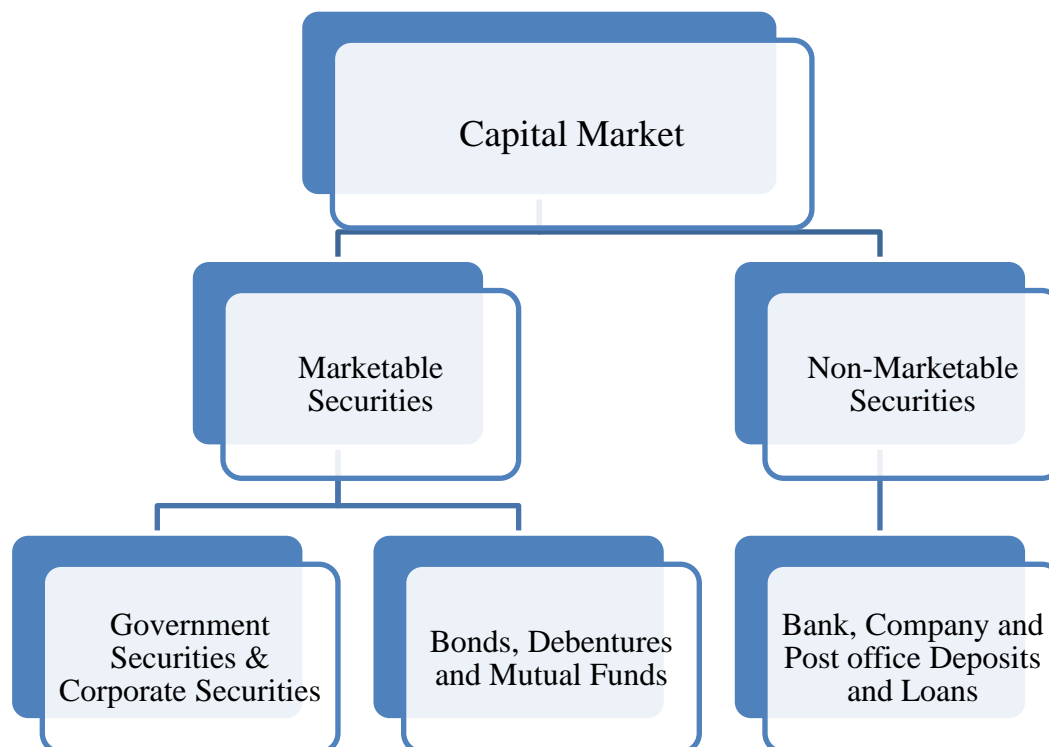 Capital Market
Marketable
Securities
Non-Marketable
Securities
Government
Securities &
Corporate Securities
Bonds, Debentures
and Mutual Funds
Bank, Company and
Post office Deposits
and Loans